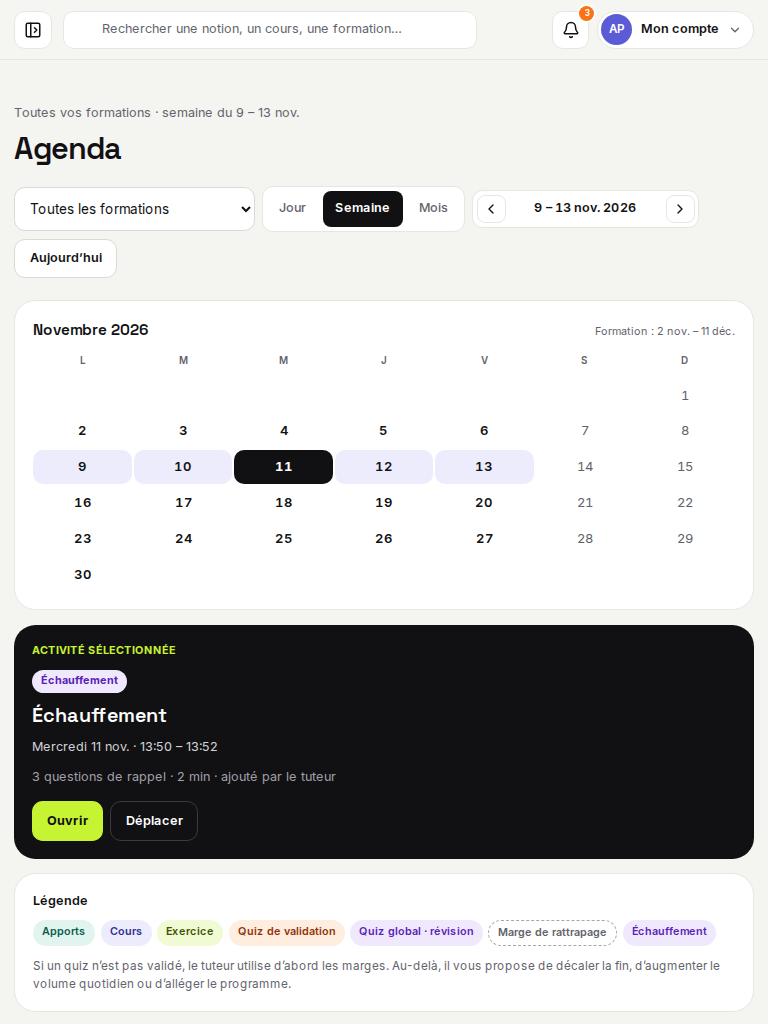 Rechercher une notion, un cours, une formation...
3
AP Mon compte
Toutes vos formations · semaine du 9 – 13 nov.
Agenda
Toutes les formations
Jour Semaine Mois
9 – 13 nov. 2026
Aujourd’hui
Novembre 2026
Formation : 2 nov. – 11 déc.
L M M J V S D
1
2 3 4 5 6 7 8
9 10 11 12 13 14 15
16 17 18 19 20 21 22
23 24 25 26 27 28 29
30
ACTIVITÉ SÉLECTIONNÉE
Échauffement
Échauffement
Mercredi 11 nov. · 13:50 – 13:52
3 questions de rappel · 2 min · ajouté par le tuteur
Ouvrir Déplacer
Légende
Apports Cours Exercice Quiz de validation Quiz global · révision Marge de rattrapage Échauffement
Si un quiz n’est pas validé, le tuteur utilise d’abord les marges. Au-delà, il vous propose de décaler la fin, d’augmenter le
volume quotidien ou d’alléger le programme.